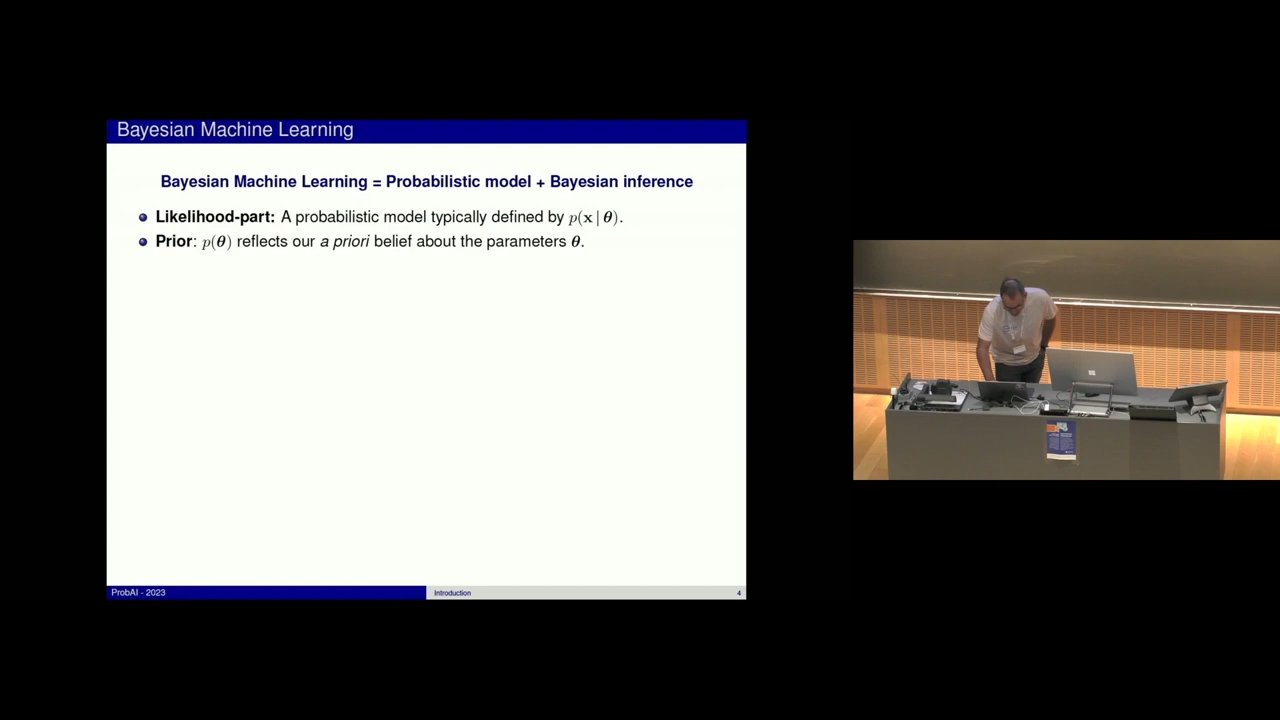 Bayesian Machine Learning
Bayesian Machine Learning = Probabilistic model + Bayesian inference
Likelihood-part: A probabilistic model typically defined by p(x | θ).
Prior: p(θ) reflects our a priori belief about the parameters θ.
ProbAI - 2023
Introduction
4